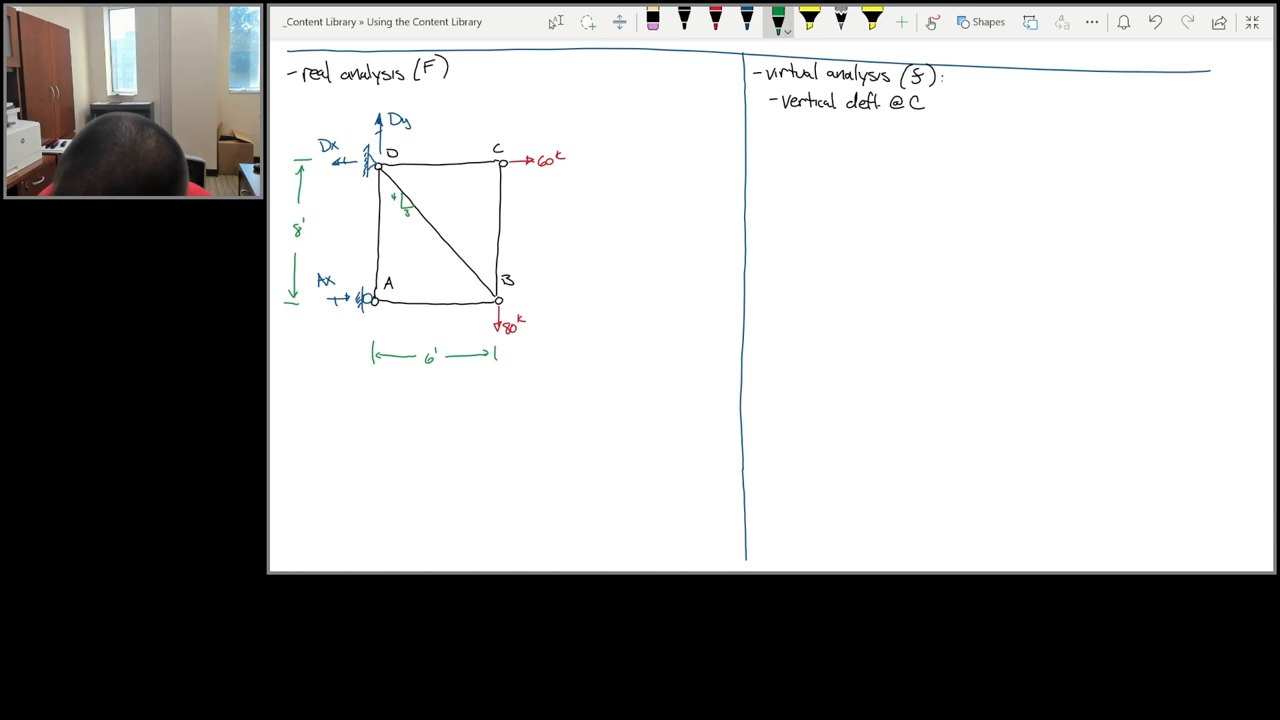 _Content Library » Using the Content Library
Shapes
- real analysis (F)
Dy
Dx
D
C
60ᵏ
4
3
8'
Ax
A
B
80ᵏ
6'
- virtual analysis (f):
- vertical defl. @ C